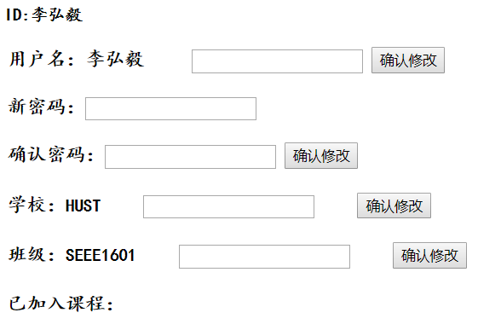 ID:李弘毅
用户名：李弘毅 确认修改
新密码：
确认密码： 确认修改
学校：HUST 确认修改
班级：SEEE1601 确认修改
已加入课程：